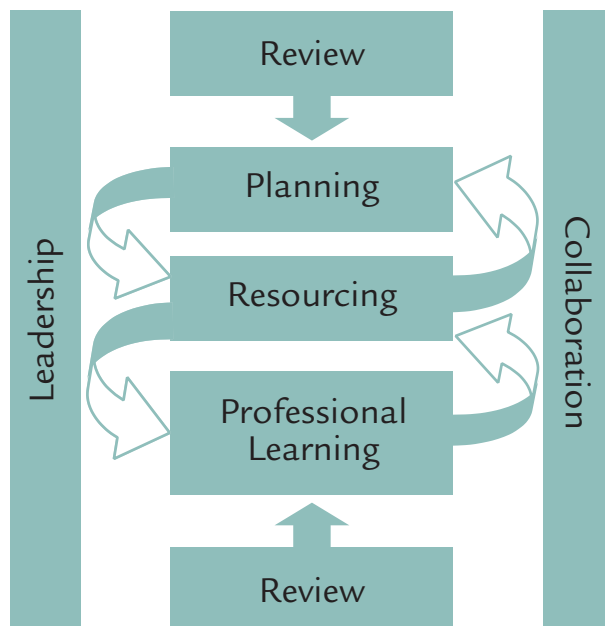 Review
Planning
Resourcing
Professional
Learning
Review
Leadership
Collaboration